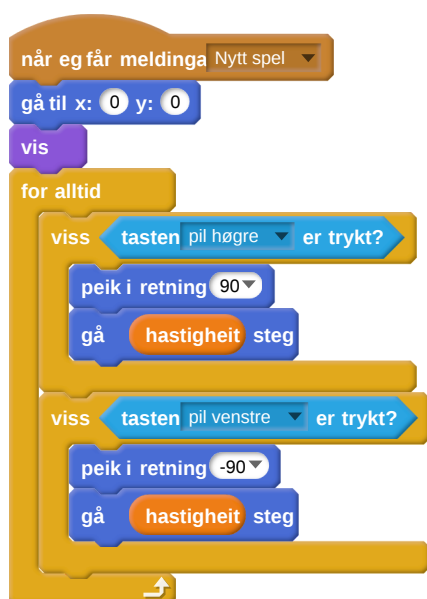 når eg får meldinga Nytt spel
gå til x: 0 y: 0
vis
for alltid
viss tasten pil høgre er trykt?
peik i retning 90
gå hastigheit steg
viss tasten pil venstre er trykt?
peik i retning -90
gå hastigheit steg